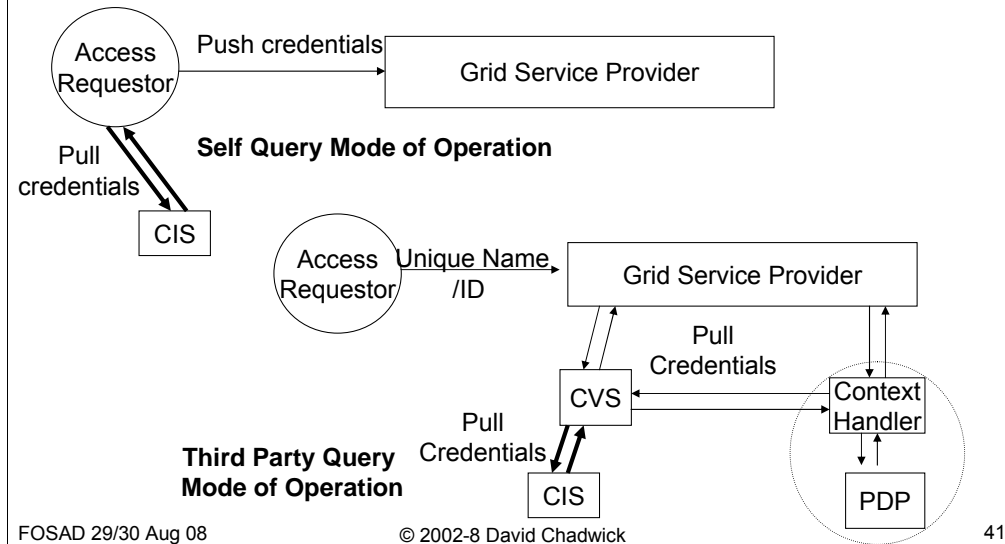 Access
Requestor
Push credentials
Grid Service Provider
Self Query Mode of Operation
Pull
credentials
CIS
Access
Requestor
Unique Name
/ID
Grid Service Provider
Pull
Credentials
CVS
Context
Handler
Pull
Credentials
Third Party Query
Mode of Operation
CIS
PDP
FOSAD 29/30 Aug 08
© 2002-8 David Chadwick
41